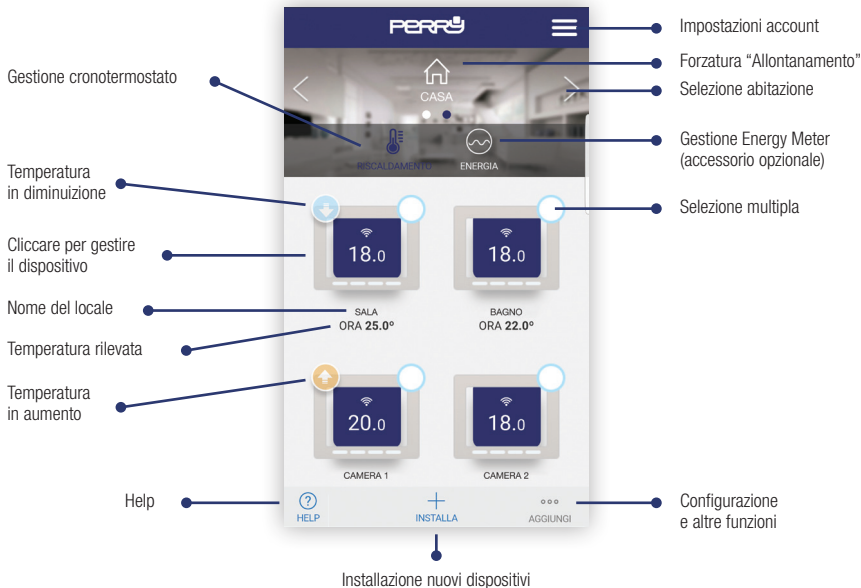 PERRY
Impostazioni account
Forzatura “Allontanamento”
Selezione abitazione
Gestione cronotermostato
CASA
Gestione Energy Meter
(accessorio opzionale)
RISCALDAMENTO
ENERGIA
Temperatura
in diminuizione
Selezione multipla
Cliccare per gestire
il dispositivo
18.0
18.0
Nome del locale
SALA
BAGNO
ORA 25.0°
ORA 22.0°
Temperatura rilevata
Temperatura
in aumento
20.0
18.0
CAMERA 1
CAMERA 2
Help
?
HELP
INSTALLA
AGGIUNGI
Configurazione
e altre funzioni
Installazione nuovi dispositivi